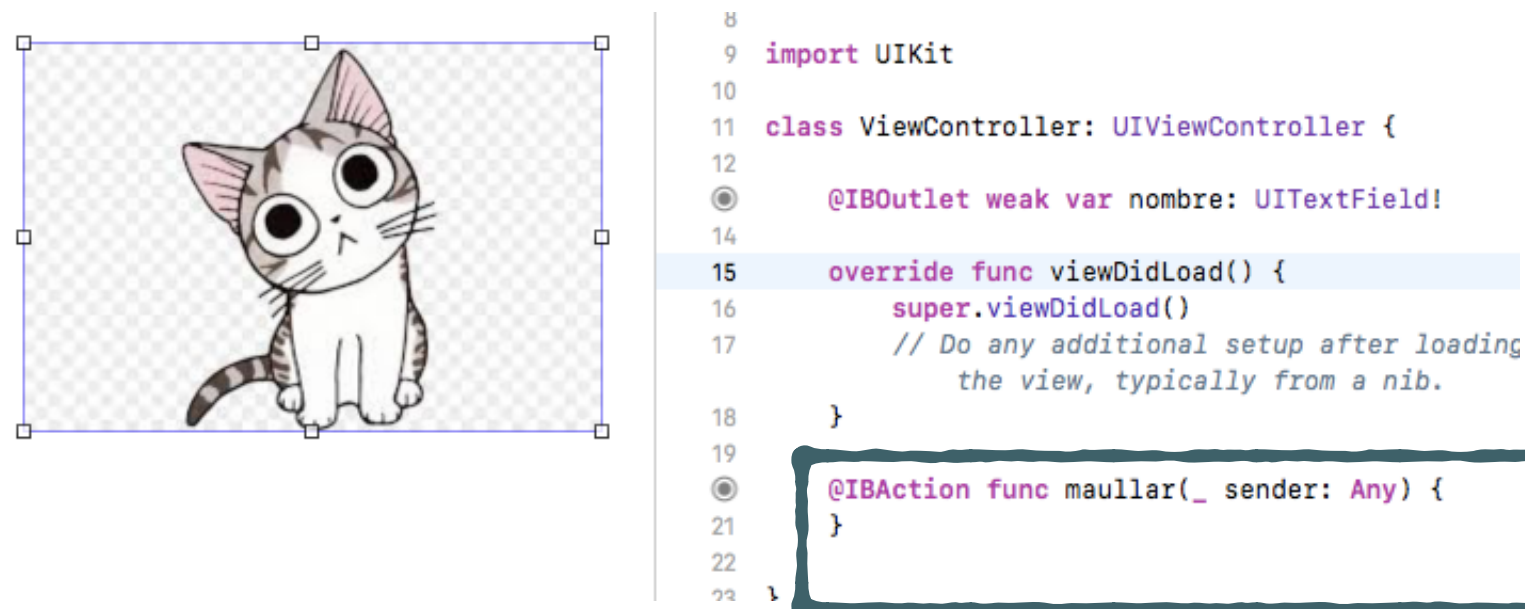 8
9 import UIKit
10
11 class ViewController: UIViewController {
12
@IBOutlet weak var nombre: UITextField!
14
15 override func viewDidLoad() {
16 super.viewDidLoad()
17 // Do any additional setup after loading
the view, typically from a nib.
18 }
19
@IBAction func maullar(_ sender: Any) {
21 }
22
23 }